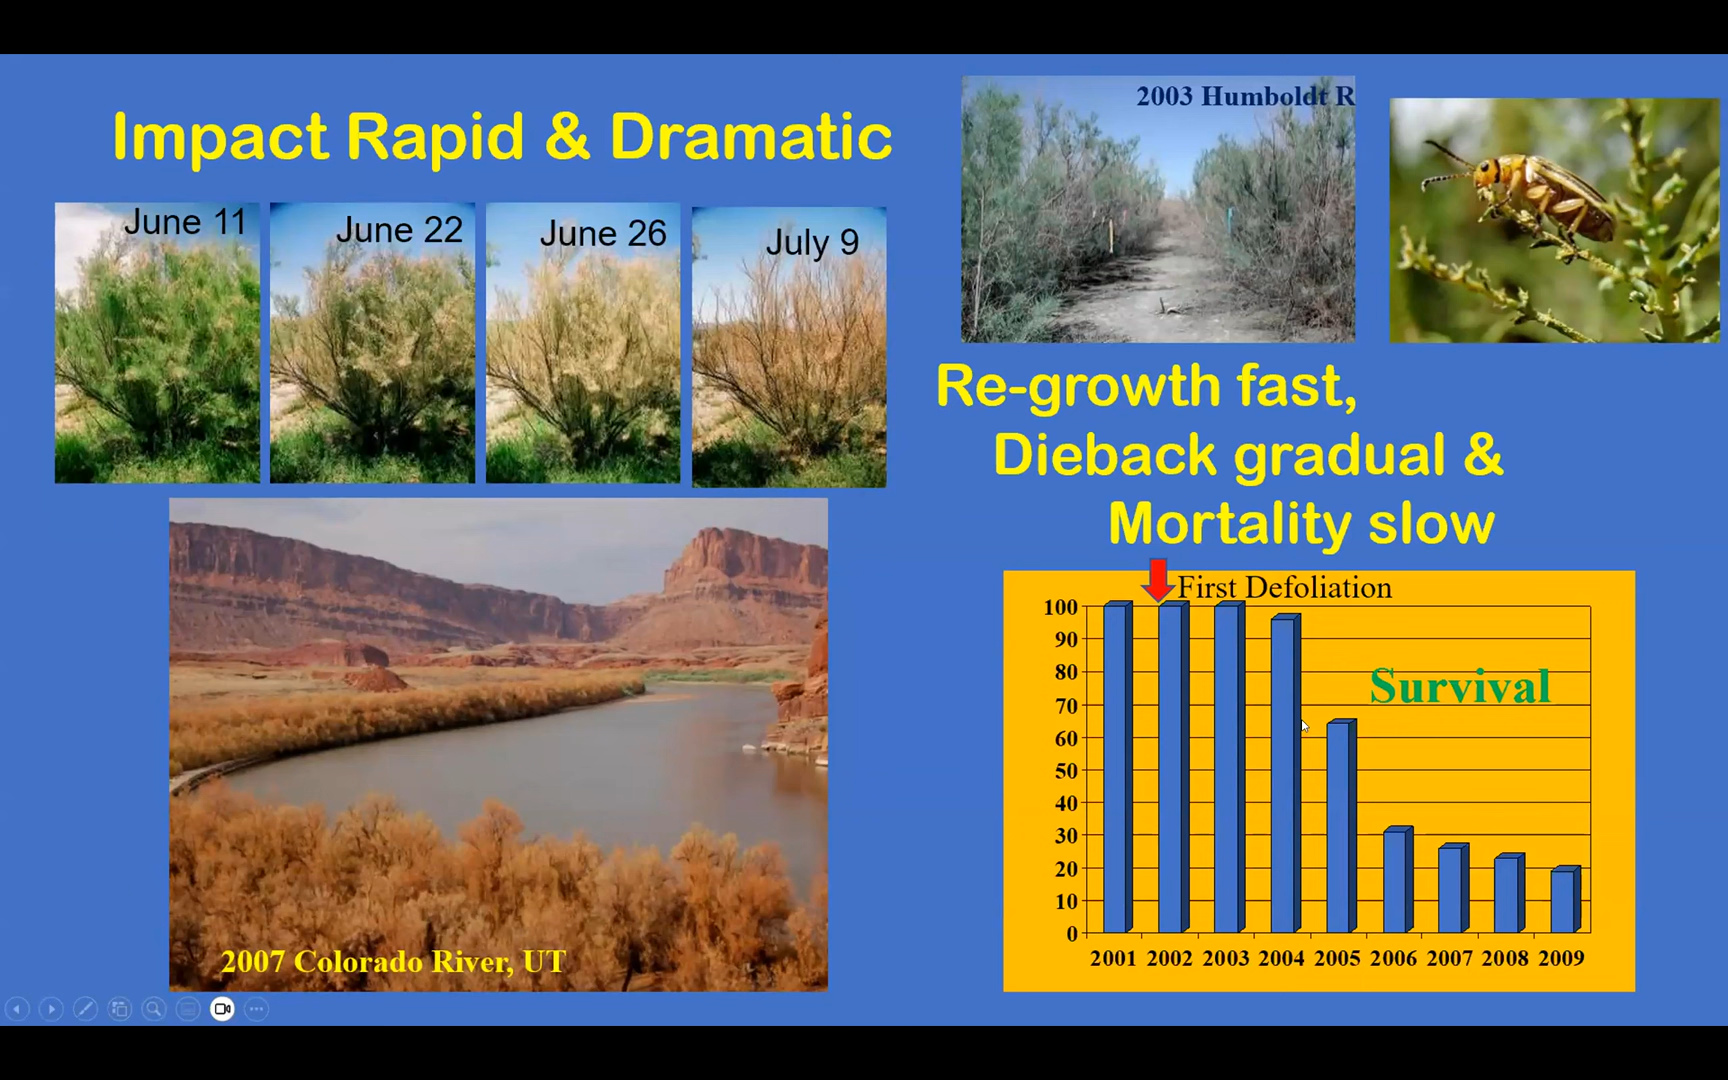 Impact Rapid & Dramatic
June 11
June 22
June 26
July 9
2007 Colorado River, UT
2003 Humboldt R
Re-growth fast,
Dieback gradual &
Mortality slow
First Defoliation
Survival
100
90
80
70
60
50
40
30
20
10
0
2001 2002 2003 2004 2005 2006 2007 2008 2009